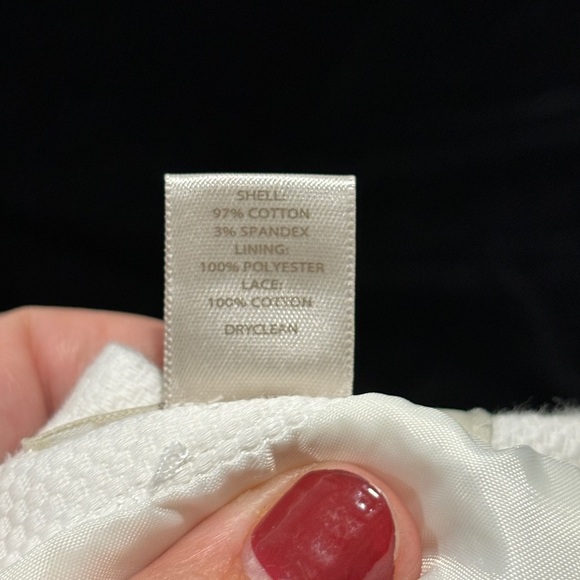 SHELL:
97% COTTON
3% SPANDEX
LINING:
100% POLYESTER
LACE:
100% COTTON
DRYCLEAN